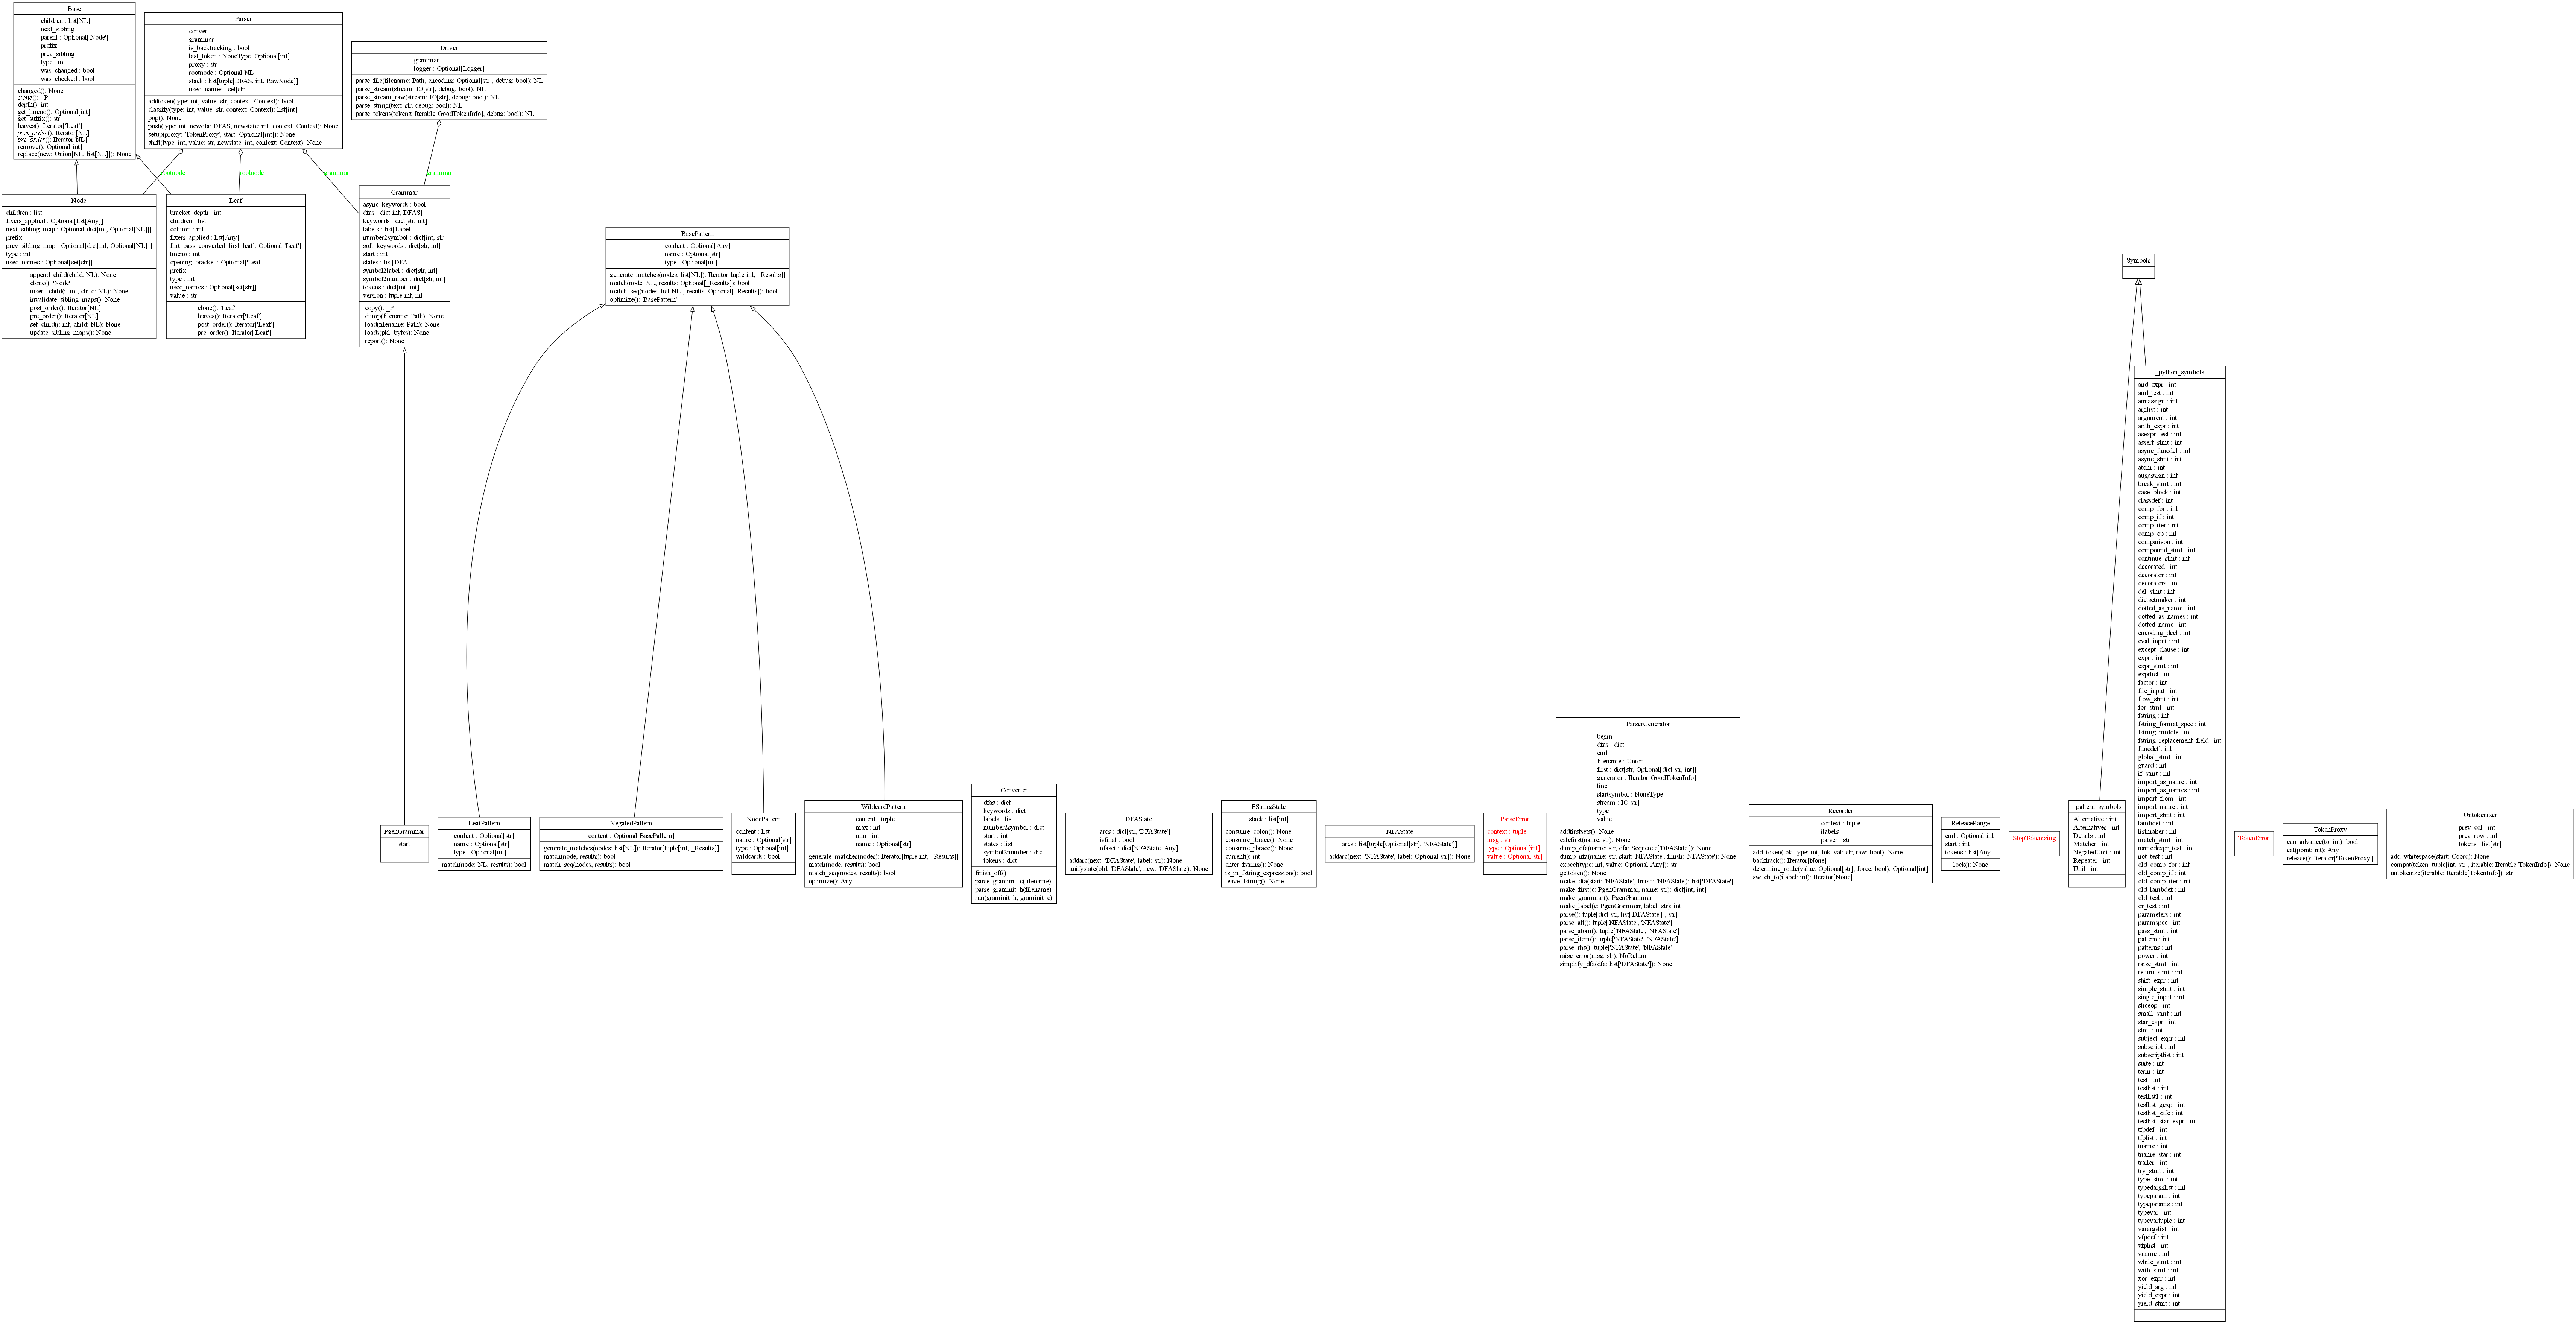 Base
children : list[NL]
next_sibling
parent : Optional['Node']
prefix
prev_sibling
type : int
was_changed : bool
was_checked : bool
changed(): None
clone(): _P
depth(): int
get_lineno(): Optional[int]
get_suffix(): str
leaves(): Iterator['Leaf']
post_order(): Iterator[NL]
pre_order(): Iterator[NL]
remove(): Optional[int]
replace(new: Union[NL, list[NL]]): None
Parser
convert
grammar
is_backtracking : bool
last_token : NoneType, Optional[int]
proxy : str
rootnode : Optional[NL]
stack : list[tuple[DFAS, int, RawNode]]
used_names : set[str]
addtoken(type: int, value: str, context: Context): bool
classify(type: int, value: str, context: Context): list[int]
pop(): None
push(type: int, newdfa: DFAS, newstate: int, context: Context): None
setup(proxy: 'TokenProxy', start: Optional[int]): None
shift(type: int, value: str, newstate: int, context: Context): None
Driver
grammar
logger : Optional[Logger]
parse_file(filename: Path, encoding: Optional[str], debug: bool): NL
parse_stream(stream: IO[str], debug: bool): NL
parse_stream_raw(stream: IO[str], debug: bool): NL
parse_string(text: str, debug: bool): NL
parse_tokens(tokens: Iterable[GoodTokenInfo], debug: bool): NL
rootnode
rootnode
grammar
grammar
Node
children : list
fixers_applied : Optional[list[Any]]
next_sibling_map : Optional[dict[int, Optional[NL]]]
prefix
prev_sibling_map : Optional[dict[int, Optional[NL]]]
type : int
used_names : Optional[set[str]]
append_child(child: NL): None
clone(): 'Node'
insert_child(i: int, child: NL): None
invalidate_sibling_maps(): None
post_order(): Iterator[NL]
pre_order(): Iterator[NL]
set_child(i: int, child: NL): None
update_sibling_maps(): None
Leaf
bracket_depth : int
children : list
column : int
fixers_applied : list[Any]
fmt_pass_converted_first_leaf : Optional['Leaf']
lineno : int
opening_bracket : Optional['Leaf']
prefix
type : int
used_names : Optional[set[str]]
value : str
clone(): 'Leaf'
leaves(): Iterator['Leaf']
post_order(): Iterator['Leaf']
pre_order(): Iterator['Leaf']
Grammar
async_keywords : bool
dfas : dict[int, DFAS]
keywords : dict[str, int]
labels : list[Label]
number2symbol : dict[int, str]
soft_keywords : dict[str, int]
start : int
states : list[DFA]
symbol2label : dict[str, int]
symbol2number : dict[str, int]
tokens : dict[int, int]
version : tuple[int, int]
copy(): _P
dump(filename: Path): None
load(filename: Path): None
loads(pkl: bytes): None
report(): None
BasePattern
content : Optional[Any]
name : Optional[str]
type : Optional[int]
generate_matches(nodes: list[NL]): Iterator[tuple[int, _Results]]
match(node: NL, results: Optional[_Results]): bool
match_seq(nodes: list[NL], results: Optional[_Results]): bool
optimize(): 'BasePattern'
Symbols
PgenGrammar
start
LeafPattern
content : Optional[str]
name : Optional[str]
type : Optional[int]
match(node: NL, results): bool
NegatedPattern
content : Optional[BasePattern]
generate_matches(nodes: list[NL]): Iterator[tuple[int, _Results]]
match(node, results): bool
match_seq(nodes, results): bool
NodePattern
content : list
name : Optional[str]
type : Optional[int]
wildcards : bool
WildcardPattern
content : tuple
max : int
min : int
name : Optional[str]
generate_matches(nodes): Iterator[tuple[int, _Results]]
match(node, results): bool
match_seq(nodes, results): bool
optimize(): Any
Converter
dfas : dict
keywords : dict
labels : list
number2symbol : dict
start : int
states : list
symbol2number : dict
tokens : dict
finish_off()
parse_graminit_c(filename)
parse_graminit_h(filename)
run(graminit_h, graminit_c)
DFAState
arcs : dict[str, 'DFAState']
isfinal : bool
nfaset : dict[NFAState, Any]
addarc(next: 'DFAState', label: str): None
unifystate(old: 'DFAState', new: 'DFAState'): None
FStringState
stack : list[int]
consume_colon(): None
consume_lbrace(): None
consume_rbrace(): None
current(): int
enter_fstring(): None
is_in_fstring_expression(): bool
leave_fstring(): None
NFAState
arcs : list[tuple[Optional[str], 'NFAState']]
addarc(next: 'NFAState', label: Optional[str]): None
ParseError
context : tuple
msg : str
type : Optional[int]
value : Optional[str]
ParserGenerator
begin
dfas : dict
end
filename : Union
first : dict[str, Optional[dict[str, int]]]
generator : Iterator[GoodTokenInfo]
line
startsymbol : NoneType
stream : IO[str]
type
value
addfirstsets(): None
calcfirst(name: str): None
dump_dfa(name: str, dfa: Sequence['DFAState']): None
dump_nfa(name: str, start: 'NFAState', finish: 'NFAState'): None
expect(type: int, value: Optional[Any]): str
gettoken(): None
make_dfa(start: 'NFAState', finish: 'NFAState'): list['DFAState']
make_first(c: PgenGrammar, name: str): dict[int, int]
make_grammar(): PgenGrammar
make_label(c: PgenGrammar, label: str): int
parse(): tuple[dict[str, list['DFAState']], str]
parse_alt(): tuple['NFAState', 'NFAState']
parse_atom(): tuple['NFAState', 'NFAState']
parse_item(): tuple['NFAState', 'NFAState']
parse_rhs(): tuple['NFAState', 'NFAState']
raise_error(msg: str): NoReturn
simplify_dfa(dfa: list['DFAState']): None
Recorder
context : tuple
ilabels
parser : str
add_token(tok_type: int, tok_val: str, raw: bool): None
backtrack(): Iterator[None]
determine_route(value: Optional[str], force: bool): Optional[int]
switch_to(ilabel: int): Iterator[None]
ReleaseRange
end : Optional[int]
start : int
tokens : list[Any]
lock(): None
StopTokenizing
_pattern_symbols
Alternative : int
Alternatives : int
Details : int
Matcher : int
NegatedUnit : int
Repeater : int
Unit : int
_python_symbols
and_expr : int
and_test : int
annassign : int
arglist : int
argument : int
arith_expr : int
asexpr_test : int
assert_stmt : int
async_funcdef : int
async_stmt : int
atom : int
augassign : int
break_stmt : int
case_block : int
classdef : int
comp_for : int
comp_if : int
comp_iter : int
comp_op : int
comparison : int
compound_stmt : int
continue_stmt : int
decorated : int
decorator : int
decorators : int
del_stmt : int
dictsetmaker : int
dotted_as_name : int
dotted_as_names : int
dotted_name : int
encoding_decl : int
eval_input : int
except_clause : int
expr : int
expr_stmt : int
exprlist : int
factor : int
file_input : int
flow_stmt : int
for_stmt : int
fstring : int
fstring_format_spec : int
fstring_middle : int
fstring_replacement_field : int
funcdef : int
global_stmt : int
guard : int
if_stmt : int
import_as_name : int
import_as_names : int
import_from : int
import_name : int
import_stmt : int
lambdef : int
listmaker : int
match_stmt : int
namedexpr_test : int
not_test : int
old_comp_for : int
old_comp_if : int
old_comp_iter : int
old_lambdef : int
old_test : int
or_test : int
parameters : int
paramspec : int
pass_stmt : int
pattern : int
patterns : int
power : int
raise_stmt : int
return_stmt : int
shift_expr : int
simple_stmt : int
single_input : int
sliceop : int
small_stmt : int
star_expr : int
stmt : int
subject_expr : int
subscript : int
subscriptlist : int
suite : int
term : int
test : int
testlist : int
testlist1 : int
testlist_gexp : int
testlist_safe : int
testlist_star_expr : int
tfpdef : int
tfplist : int
tname : int
tname_star : int
trailer : int
try_stmt : int
type_stmt : int
typedargslist : int
typeparam : int
typeparams : int
typevar : int
typevartuple : int
varargslist : int
vfpdef : int
vfplist : int
vname : int
while_stmt : int
with_stmt : int
xor_expr : int
yield_arg : int
yield_expr : int
yield_stmt : int
TokenError
TokenProxy
can_advance(to: int): bool
eat(point: int): Any
release(): Iterator['TokenProxy']
Untokenizer
prev_col : int
prev_row : int
tokens : list[str]
add_whitespace(start: Coord): None
compat(token: tuple[int, str], iterable: Iterable[TokenInfo]): None
untokenize(iterable: Iterable[TokenInfo]): str